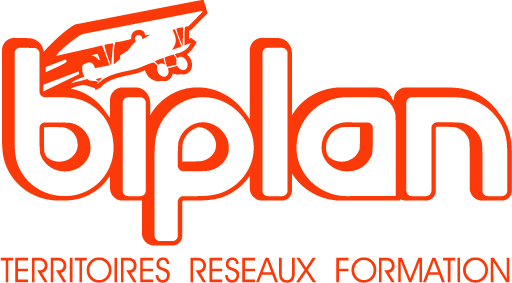 biplan
TERRITOIRES RESEAUX FORMATION